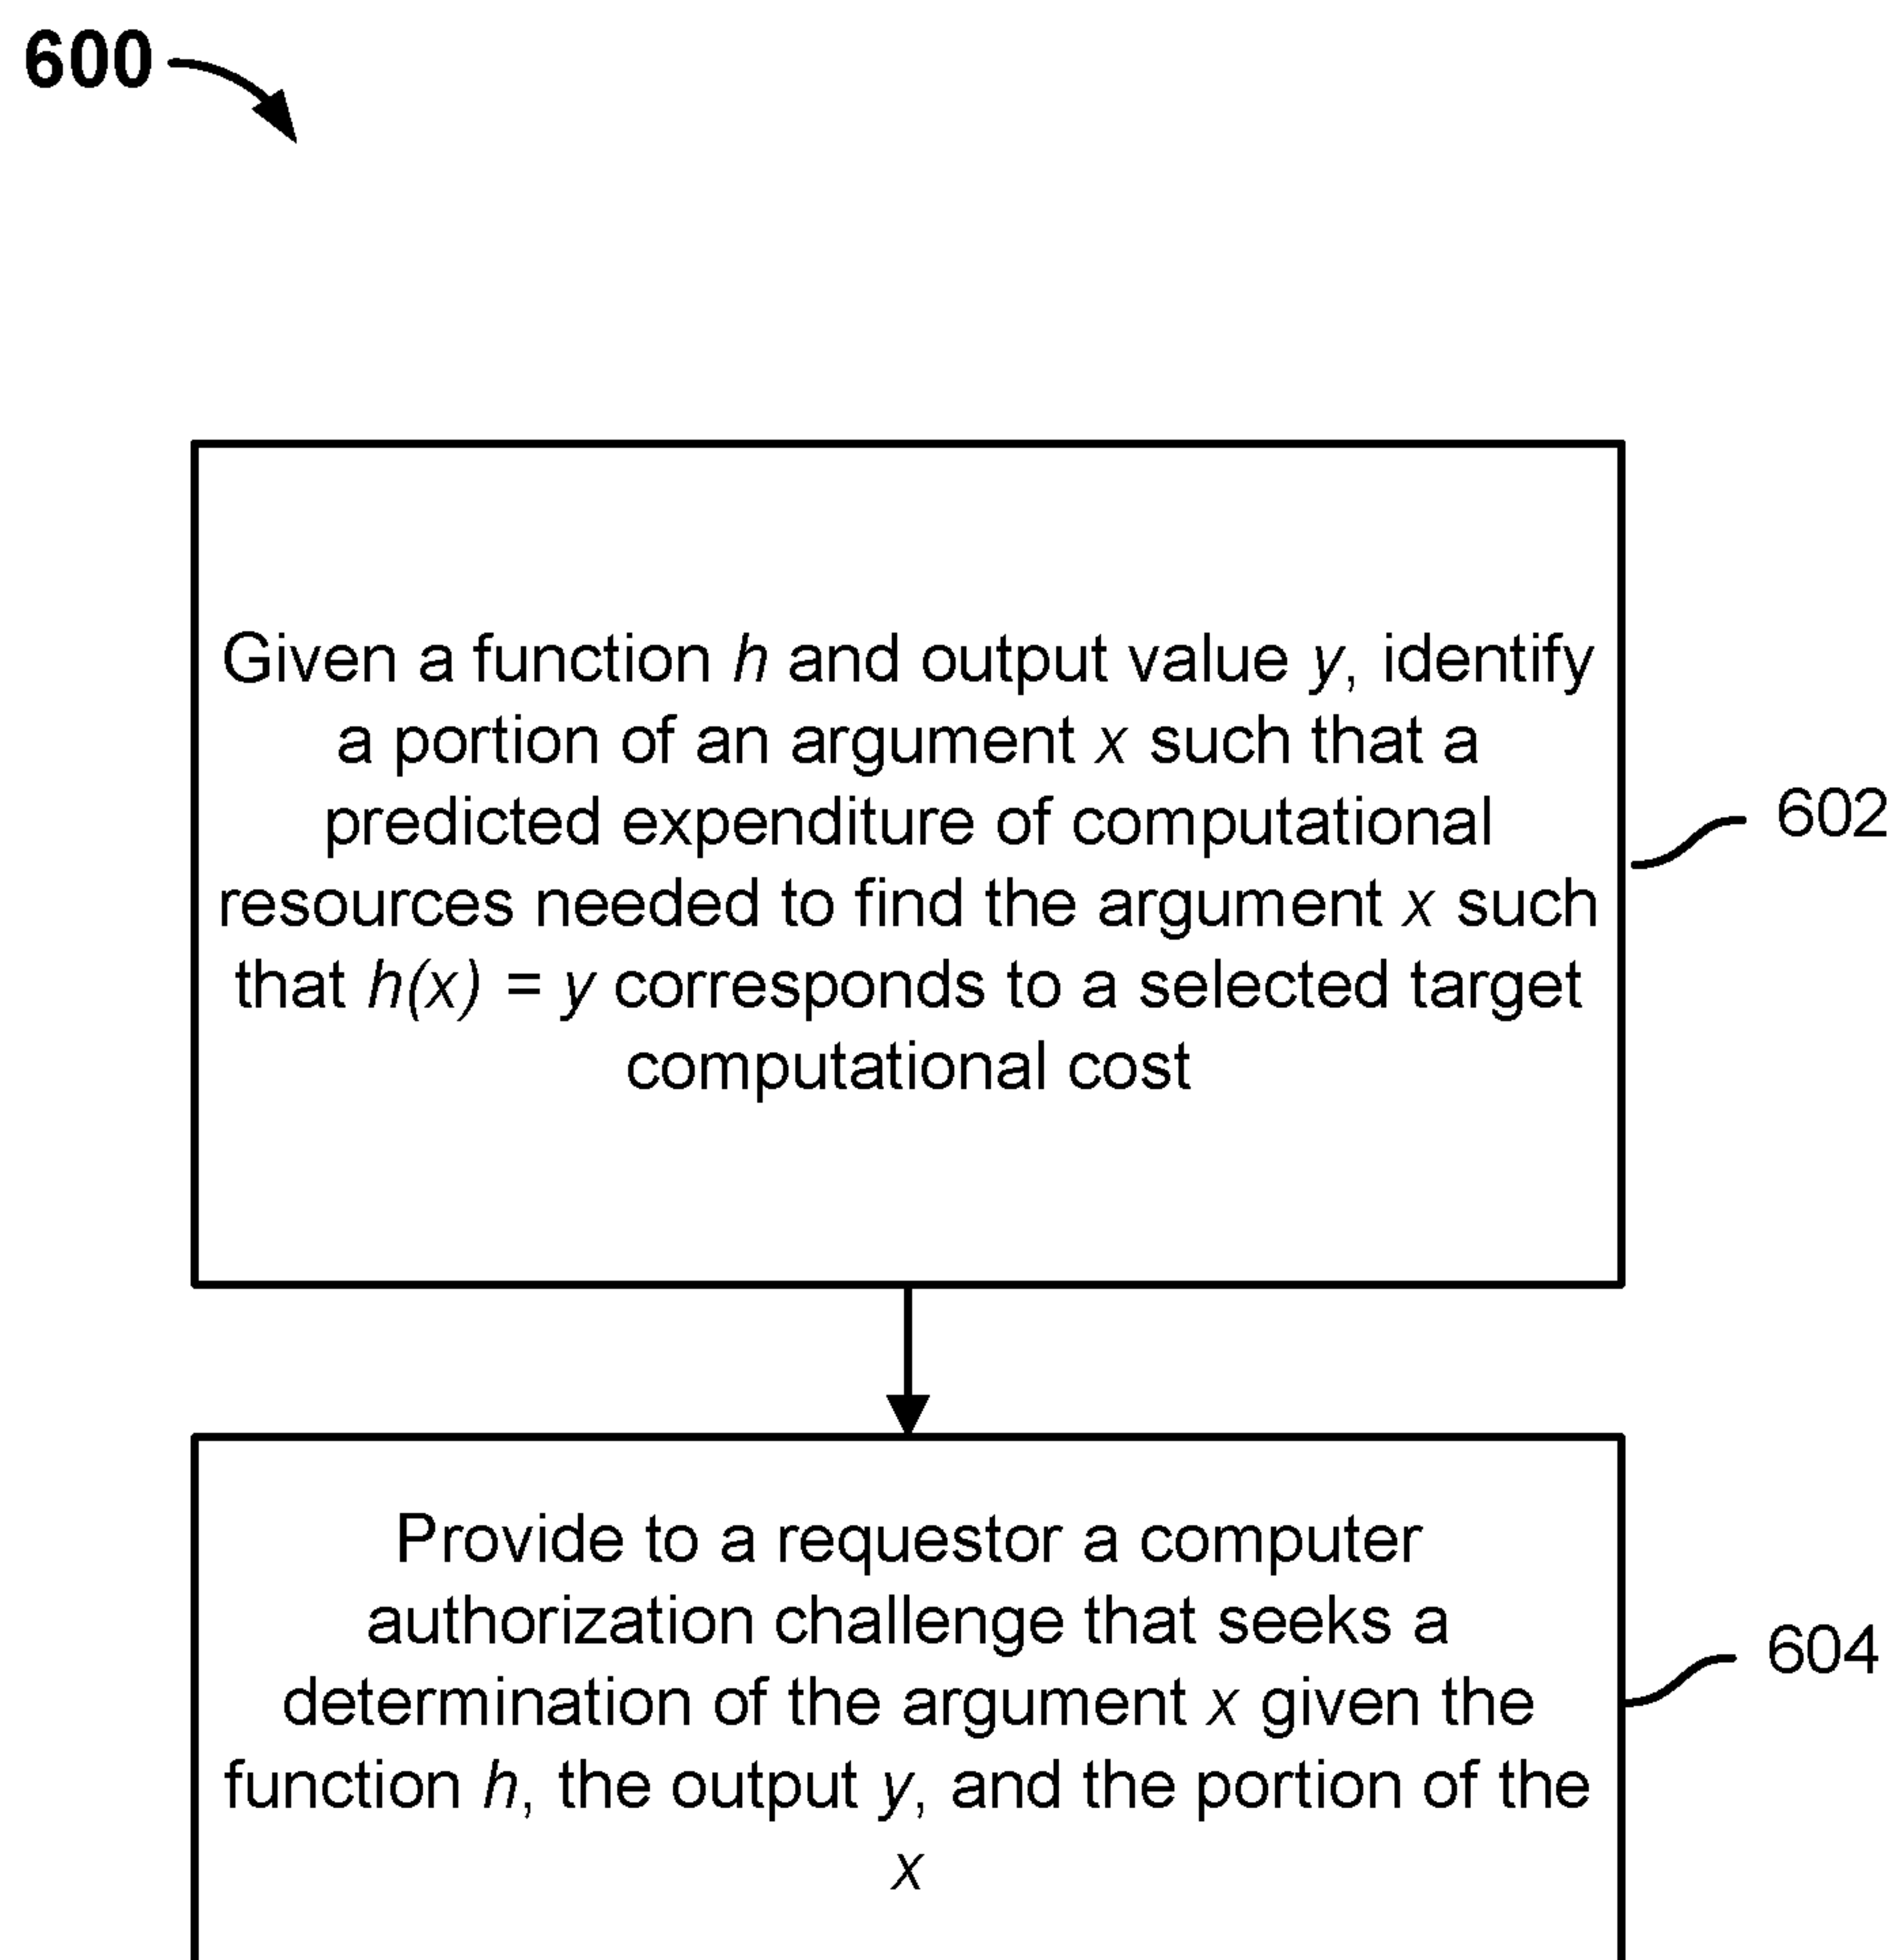 600
Given a function h and output value y, identify
a portion of an argument x such that a
predicted expenditure of computational
resources needed to find the argument x such
that h(x) = y corresponds to a selected target
computational cost
602
Provide to a requestor a computer
authorization challenge that seeks a
determination of the argument x given the
function h, the output y, and the portion of the
x
604